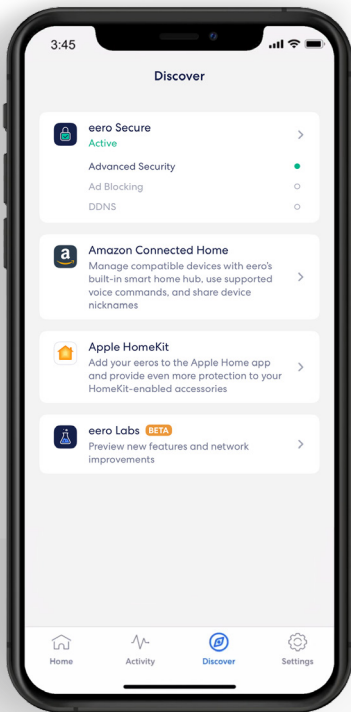 3:45
Discover
eero Secure
Active
Advanced Security
Ad Blocking
DDNS
Amazon Connected Home
Manage compatible devices with eero's
built-in smart home hub, use supported
voice commands, and share device
nicknames
Apple HomeKit
Add your eeros to the Apple Home app
and provide even more protection to your
HomeKit-enabled accessories
eero Labs BETA
Preview new features and network
improvements
Home Activity Discover Settings